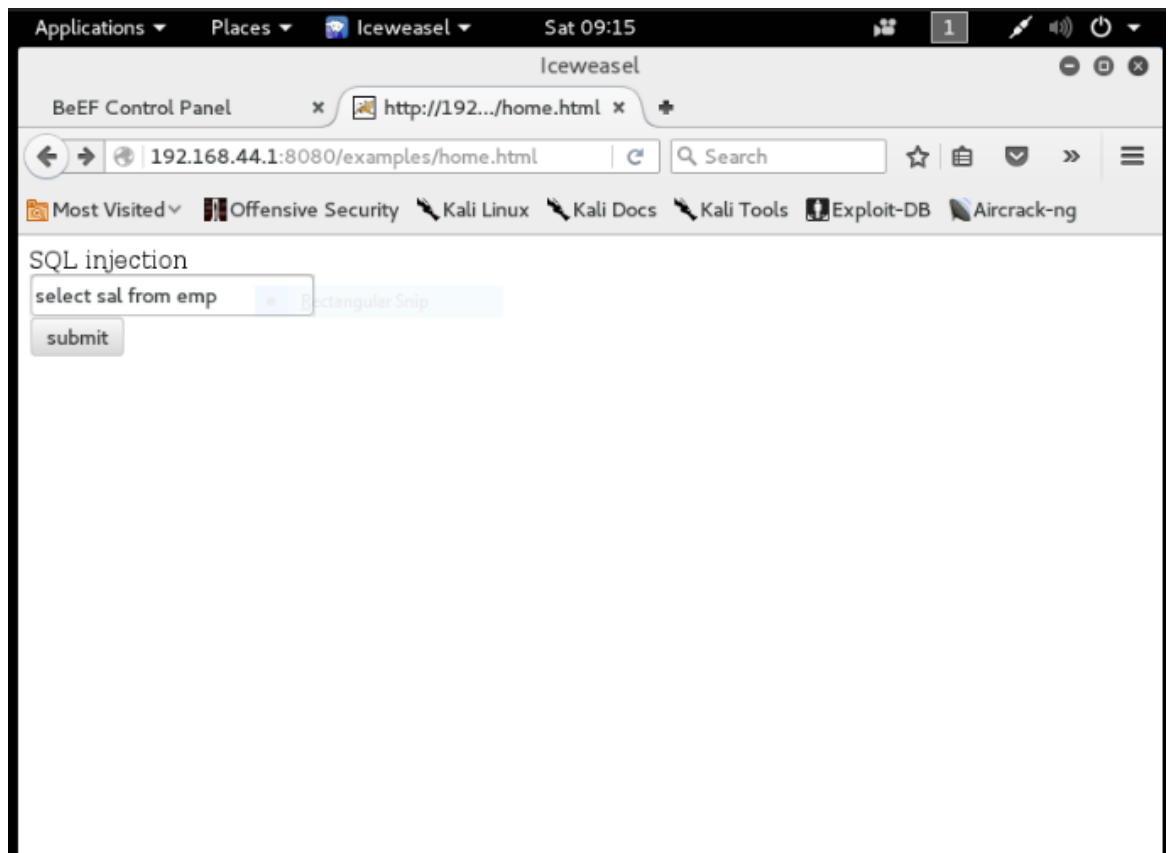 Applications Places Iceweasel Sat 09:15 1
Iceweasel
BeEF Control Panel http://192.../home.html
192.168.44.1:8080/examples/home.html Search
Most Visited Offensive Security Kali Linux Kali Docs Kali Tools Exploit-DB Aircrack-ng
SQL injection
select sal from emp Rectangular Snip
submit